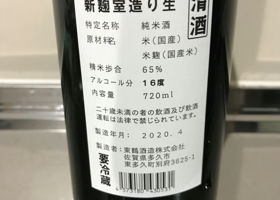 新麹室造り生
清酒
特定名称 純米酒
原材料名 米(国産米)
米麹(国産米)
精米歩合 65%
アルコール分 16度
内容量 720ml
二十歳未満の者の飲酒及び飲酒
運転は法律で禁じられています。
製造年月 2020.4
要冷蔵
製造者 東鶴酒造株式会社
佐賀県多久市
東多久町別府3625-1